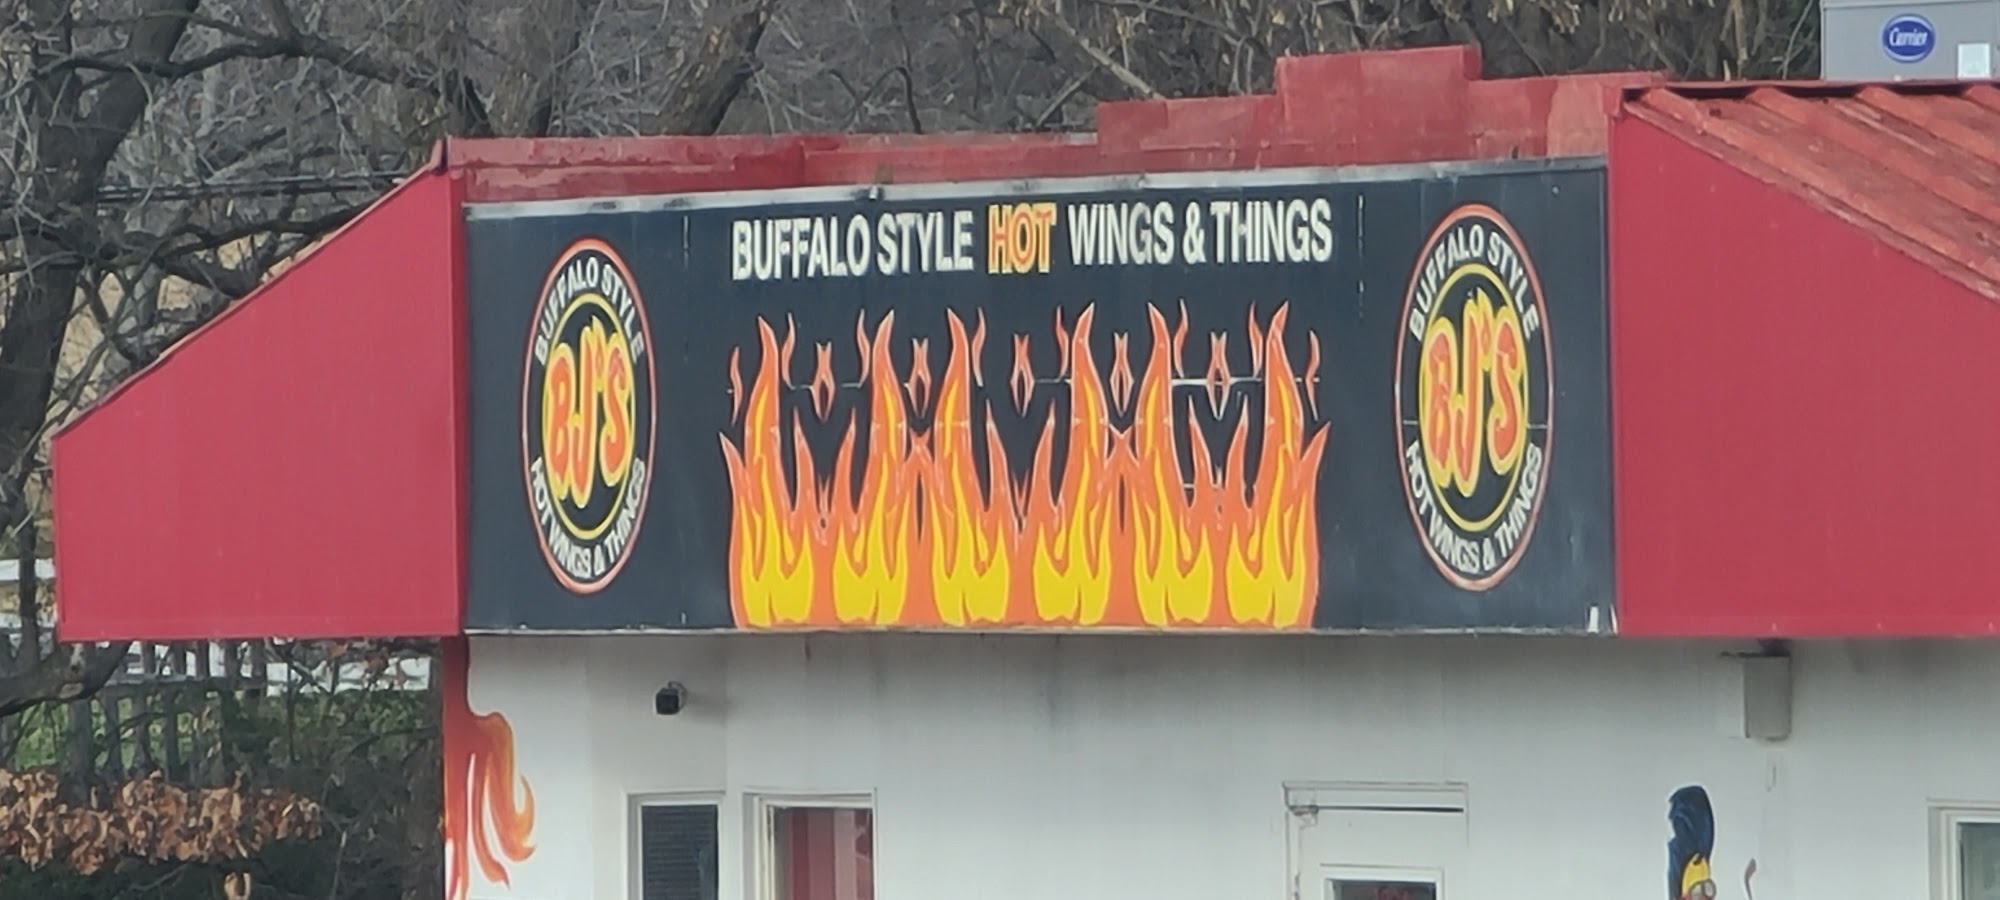 Carrier
BUFFALO STYLE HOT WINGS & THINGS
BUFFALO STYLE
BJ'S
HOT WINGS & THINGS
BUFFALO STYLE
BJ'S
HOT WINGS & THINGS